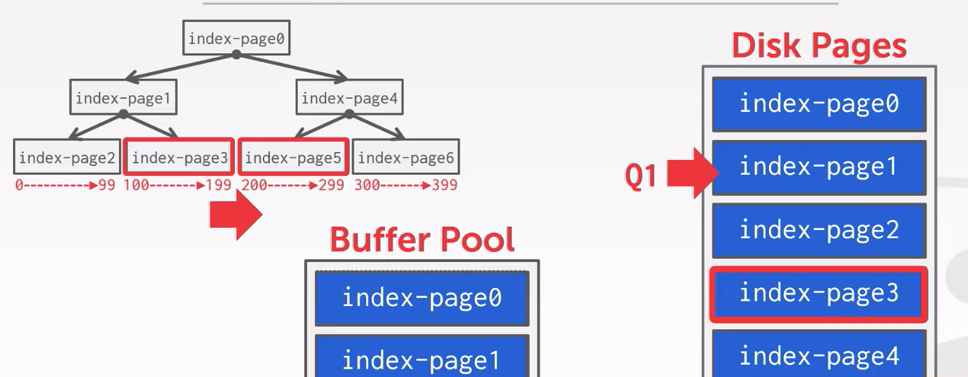 index-page0
index-page1 index-page4
index-page2 index-page3 index-page5 index-page6
0---------->99 100-------->199 200-------->299 300-------->399
Buffer Pool
index-page0
index-page1
Disk Pages
index-page0
Q1
index-page1
index-page2
index-page3
index-page4